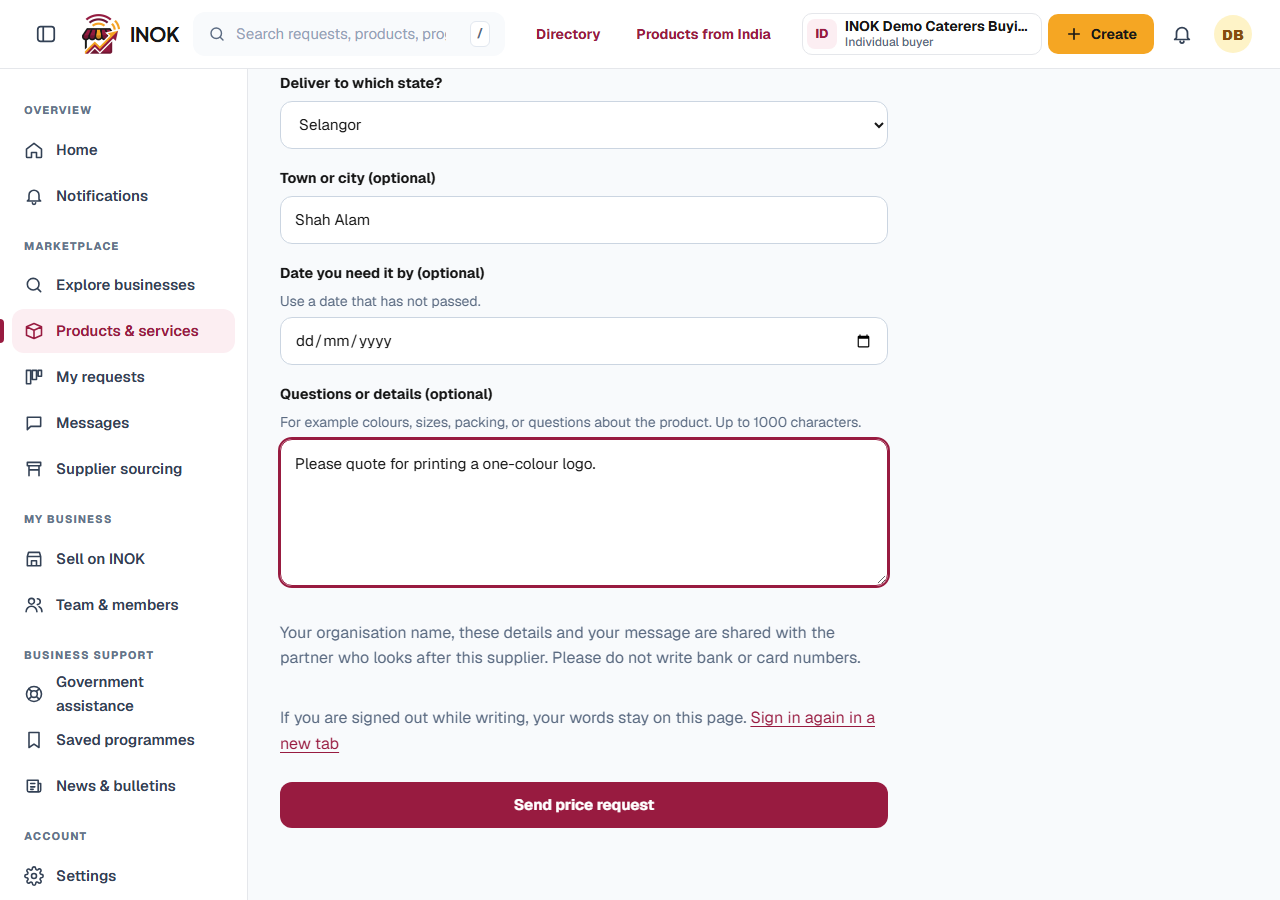 INOK
Search requests, products, pro
/
Directory
Products from India
ID
INOK Demo Caterers Buyi...
Individual buyer
Create
DB
OVERVIEW
Home
Notifications
MARKETPLACE
Explore businesses
Products & services
My requests
Messages
Supplier sourcing
MY BUSINESS
Sell on INOK
Team & members
BUSINESS SUPPORT
Government
assistance
Saved programmes
News & bulletins
ACCOUNT
Settings
Deliver to which state?
Selangor
Town or city (optional)
Shah Alam
Date you need it by (optional)
Use a date that has not passed.
dd/mm/yyyy
Questions or details (optional)
For example colours, sizes, packing, or questions about the product. Up to 1000 characters.
Please quote for printing a one-colour logo.
Your organisation name, these details and your message are shared with the
partner who looks after this supplier. Please do not write bank or card numbers.
If you are signed out while writing, your words stay on this page. Sign in again in a
new tab
Send price request